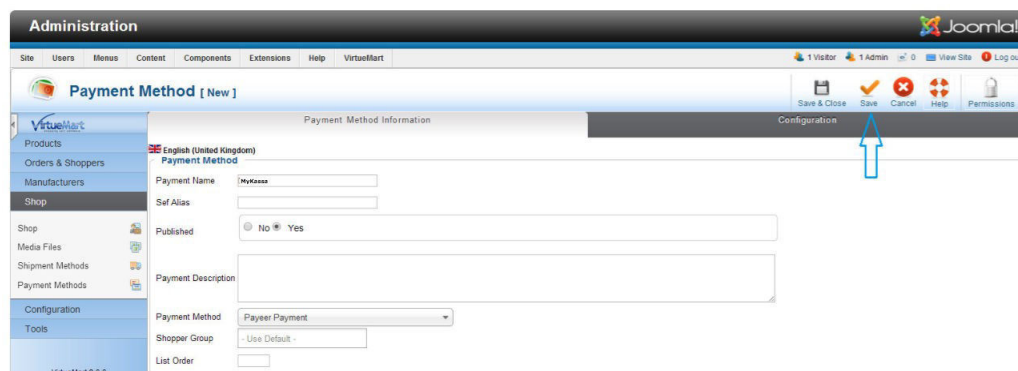 Administration
Joomla!
Site Users Menus Content Components Extensions Help VirtueMart
1 Visitor 1 Admin 0 View Site Log ou
Payment Method [ New ]
Save & Close Save Cancel Help Permissions
VirtueMart
Payment Method Information
Configuration
Products
Orders & Shoppers
Manufacturers
Shop
Shop
Media Files
Shipment Methods
Payment Methods
Configuration
Tools
English (United Kingdom)
Payment Method
Payment Name MyKassa
Sef Alias
Published No Yes
Payment Description
Payment Method Payeer Payment
Shopper Group - Use Default -
List Order